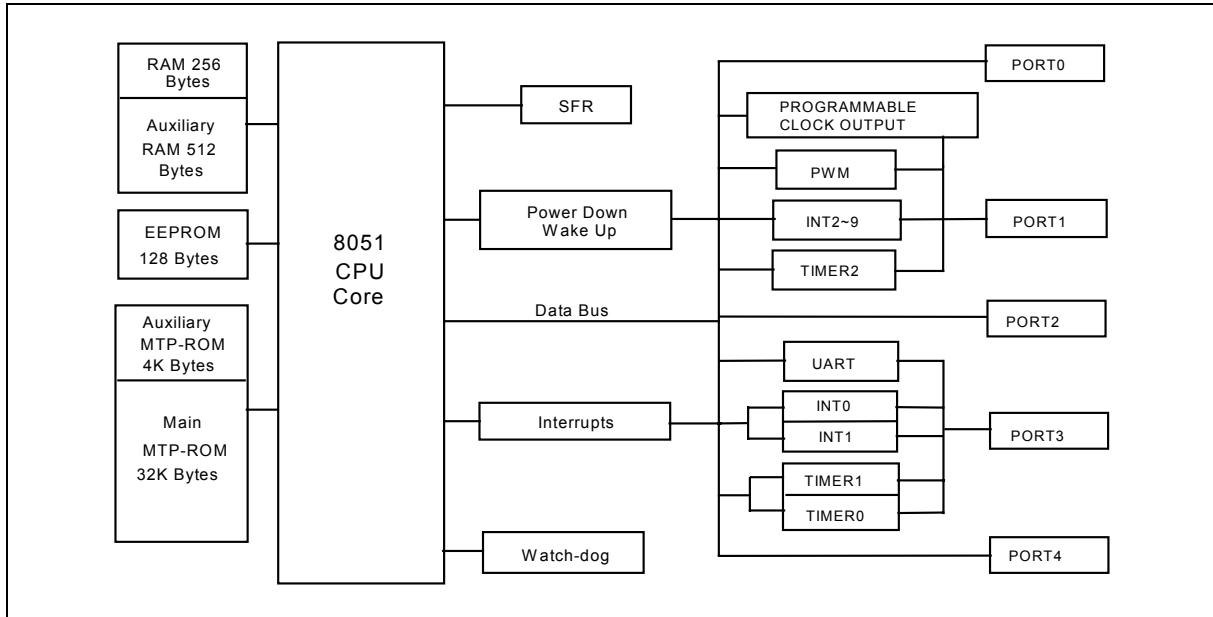 RAM 256
Bytes
Auxiliary
RAM 512
Bytes
EEPROM
128 Bytes
Auxiliary
MTP-ROM
4K Bytes
Main
MTP-ROM
32K Bytes
8051
CPU
Core
SFR
Power Down
Wake Up
Data Bus
Interrupts
Watch-dog
PROGRAMMABLE
CLOCK OUTPUT
PWM
INT2~9
TIMER2
UART
INT0
INT1
TIMER1
TIMER0
PORT0
PORT1
PORT2
PORT3
PORT4